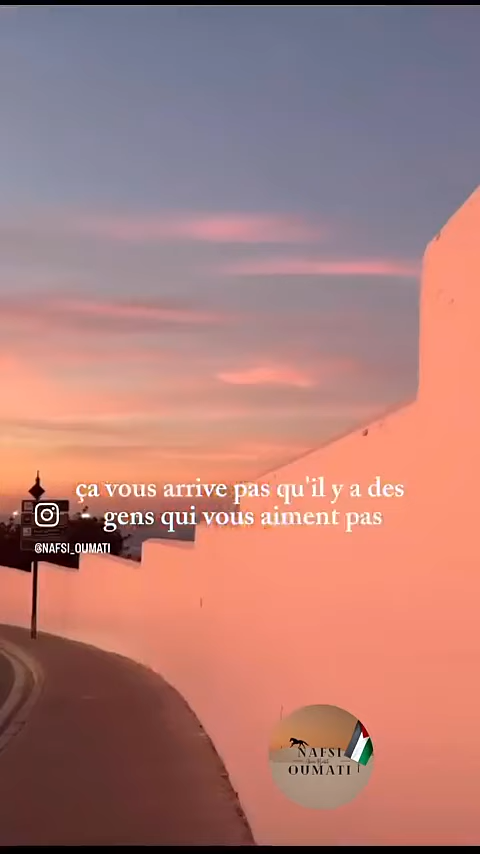 ça vous arrive pas qu'il y a des
gens qui vous aiment pas
@NAFSI_OUMATI
NAFSI
OUMATI